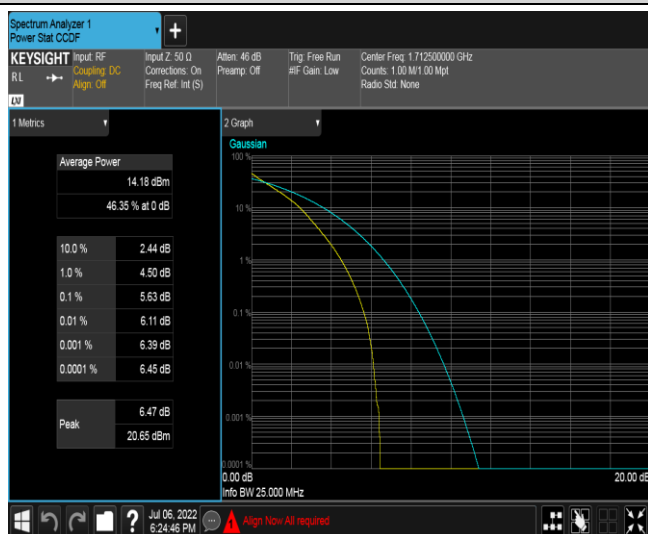 Spectrum Analyzer 1
Power Stat CCDF
+
KEYSIGHT
R L
LXI
Input: RF
Coupling: DC
Align: Off
Input Z: 50 Ω
Corrections: On
Freq Ref: Int (S)
Atten: 46 dB
Preamp: Off
Trig: Free Run
#IF Gain: Low
Center Freq: 1.712500000 GHz
Counts: 1.00 M/1.00 Mpt
Radio Std: None
1 Metrics
Average Power
14.18 dBm
46.35 % at 0 dB
10.0 % 2.44 dB
1.0 % 4.50 dB
0.1 % 5.63 dB
0.01 % 6.11 dB
0.001 % 6.39 dB
0.0001 % 6.45 dB
Peak
6.47 dB
20.65 dBm
2 Graph
Gaussian
100 %
10 %
1 %
0.1 %
0.01 %
0.001 %
0.0001 %
0.00 dB
20.00 dB
Info BW 25.000 MHz
?
Jul 06, 2022
6:24:46 PM
Align Now All required